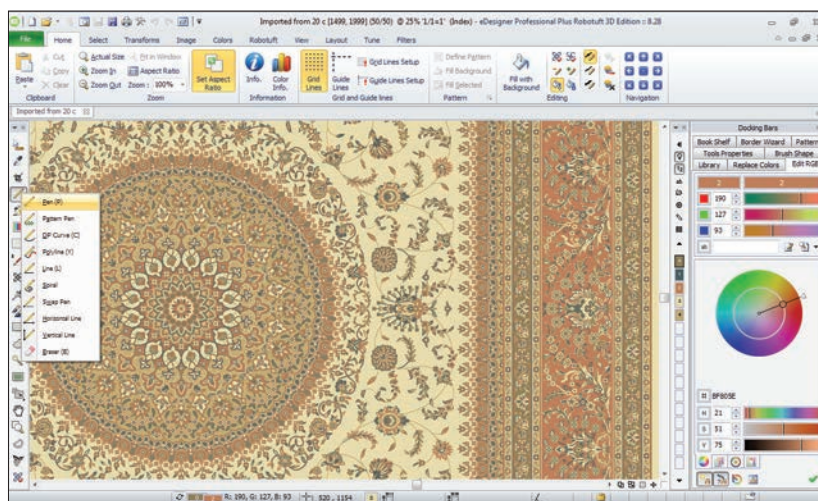 Imported from 20 c [1499, 1999] (50/50) @ 25% '1/1=1' (Index) - eDesigner Professional Plus Robotuft 3D Edition :: 8.28
File Home Select Transforms Image Colors Robotuft View Layout Tune Filters
Paste
Cut
Copy
Clear
Clipboard
Actual Size
Zoom In
Zoom Out
Fit in Window
Aspect Ratio
Zoom : 100%
Zoom
Set Aspect Ratio
Info.
Color Info.
Information
Grid Lines
Guide Lines
Grid Lines Setup
Guide Lines Setup
Grid and Guide lines
Define Pattern
Fill Background
Fill Selected
Pattern
Fill with Background
Editing
Navigation
Imported from 20 c
Pen (P)
Pattern Pen
Polyline (Y)
Line (L)
Spiral
Swap Pen
Horizontal Line
Vertical Line
Eraser (E)
Docking Bars
Book Shelf Border Wizard Pattern
Tools Properties Brush Shape
Library Replace Colors Edit RGB
2 2
190
127
93
H 21
S 51
V 75
R: 190, G: 127, B: 93
520 , 1154